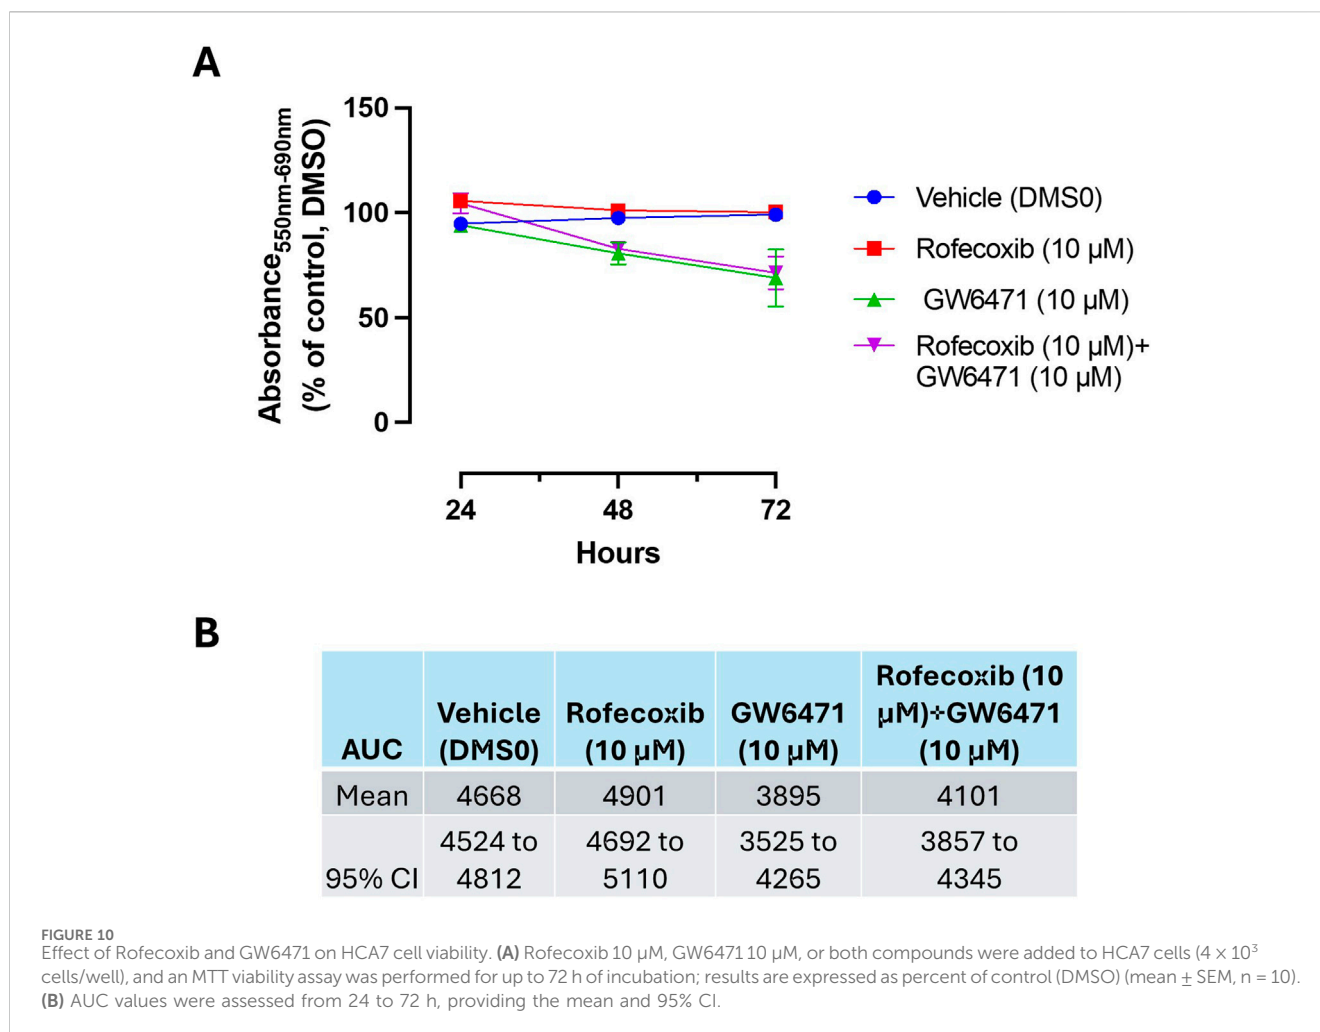 A
Absorbance550nm-690nm
(% of control, DMSO)
150
100
50
0
24
48
72
Hours
Vehicle (DMS0)
Rofecoxib (10 µM)
GW6471 (10 µM)
Rofecoxib (10 µM)+
GW6471 (10 µM)
B
AUC
Vehicle
(DMS0)
Rofecoxib
(10 µM)
GW6471
(10 µM)
Rofecoxib (10
µM)+GW6471
(10 µM)
Mean
4668
4901
3895
4101
95% CI
4524 to
4812
4692 to
5110
3525 to
4265
3857 to
4345
FIGURE 10
Effect of Rofecoxib and GW6471 on HCA7 cell viability. (A) Rofecoxib 10 µM, GW6471 10 µM, or both compounds were added to HCA7 cells (4 × 10³
cells/well), and an MTT viability assay was performed for up to 72 h of incubation; results are expressed as percent of control (DMSO) (mean ± SEM, n = 10).
(B) AUC values were assessed from 24 to 72 h, providing the mean and 95% CI.